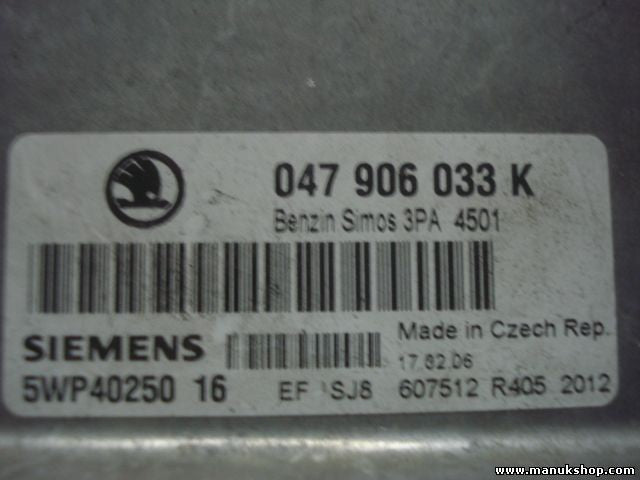 047 906 033 K
Benzin Simos 3PA 4501
SIEMENS
Made in Czech Rep.
17.02.06
5WP40250 16
EF SJ8 607512 R405 2012
www.manukshop.com